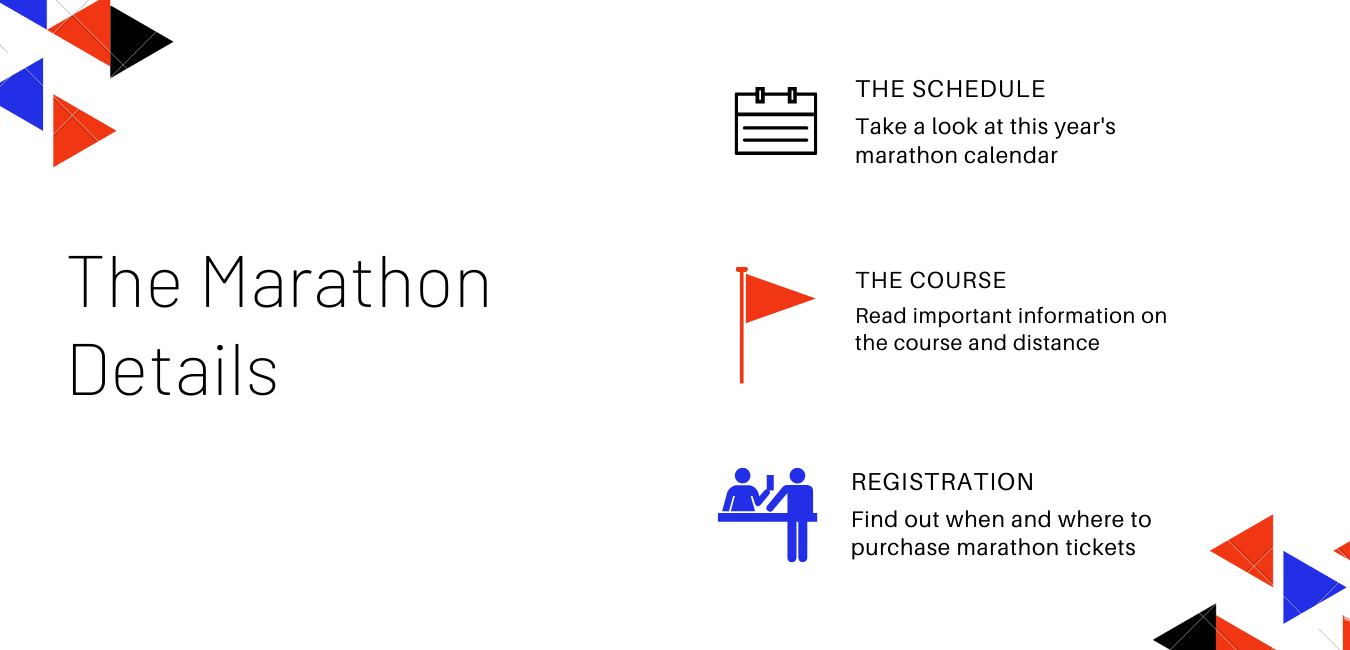 The Marathon
Details
THE SCHEDULE
Take a look at this year's
marathon calendar
THE COURSE
Read important information on
the course and distance
REGISTRATION
Find out when and where to
purchase marathon tickets